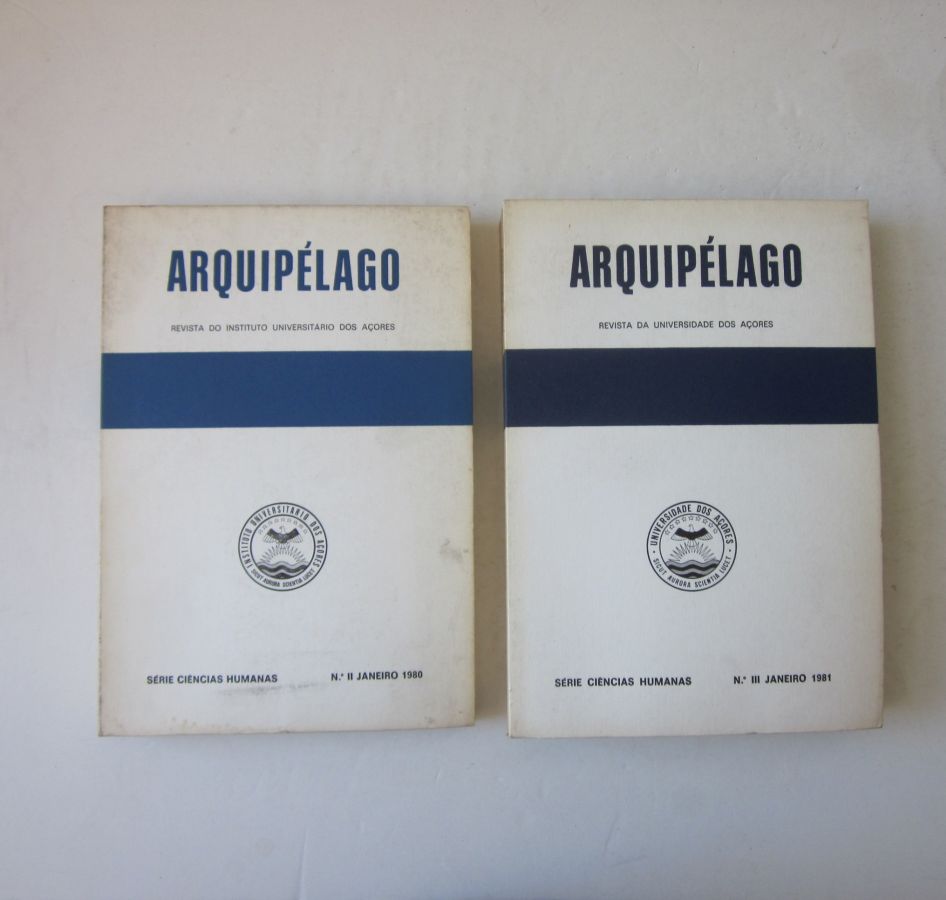 ARQUIPÉLAGO
REVISTA DO INSTITUTO UNIVERSITÁRIO DOS AÇORES
INSTITUTO UNIVERSITÁRIO DOS AÇORES
SICUT AURORA SCIENTIA LUCET
SÉRIE CIÊNCIAS HUMANAS
N.º II JANEIRO 1980
ARQUIPÉLAGO
REVISTA DA UNIVERSIDADE DOS AÇORES
• UNIVERSIDADE DOS AÇORES •
SICUT AURORA SCIENTIA LUCET
SÉRIE CIÊNCIAS HUMANAS
N.º III JANEIRO 1981